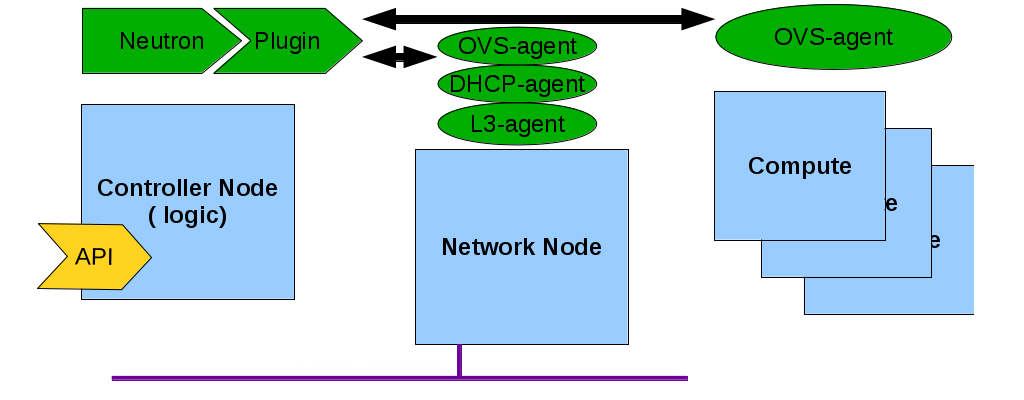 Neutron
Plugin
OVS-agent
DHCP-agent
L3-agent
OVS-agent
Controller Node
( logic)
API
Network Node
Compute
e
e